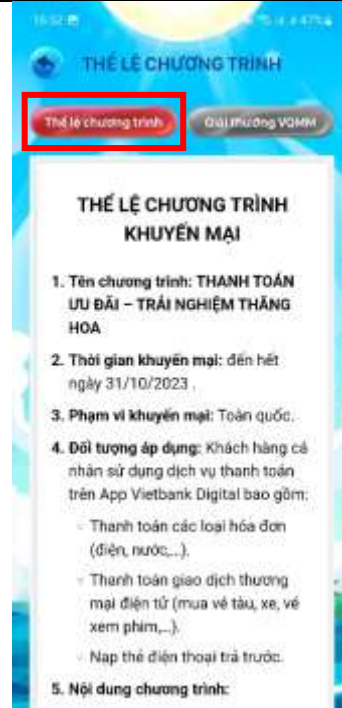 16:52
47%
THỂ LỆ CHƯƠNG TRÌNH
Thể lệ chương trình
Giải thưởng VQMM
THỂ LỆ CHƯƠNG TRÌNH
KHUYẾN MẠI
1. Tên chương trình: THANH TOÁN
ƯU ĐÃI – TRẢI NGHIỆM THĂNG
HOA
2. Thời gian khuyến mại: đến hết
ngày 31/10/2023 .
3. Phạm vi khuyến mại: Toàn quốc.
4. Đối tượng áp dụng: Khách hàng cá
nhân sử dụng dịch vụ thanh toán
trên App Vietbank Digital bao gồm:
Thanh toán các loại hóa đơn
(điện, nước,...).
Thanh toán giao dịch thương
mại điện tử (mua vé tàu, xe, vé
xem phim,...).
Nạp thẻ điện thoại trả trước.
5. Nội dung chương trình: